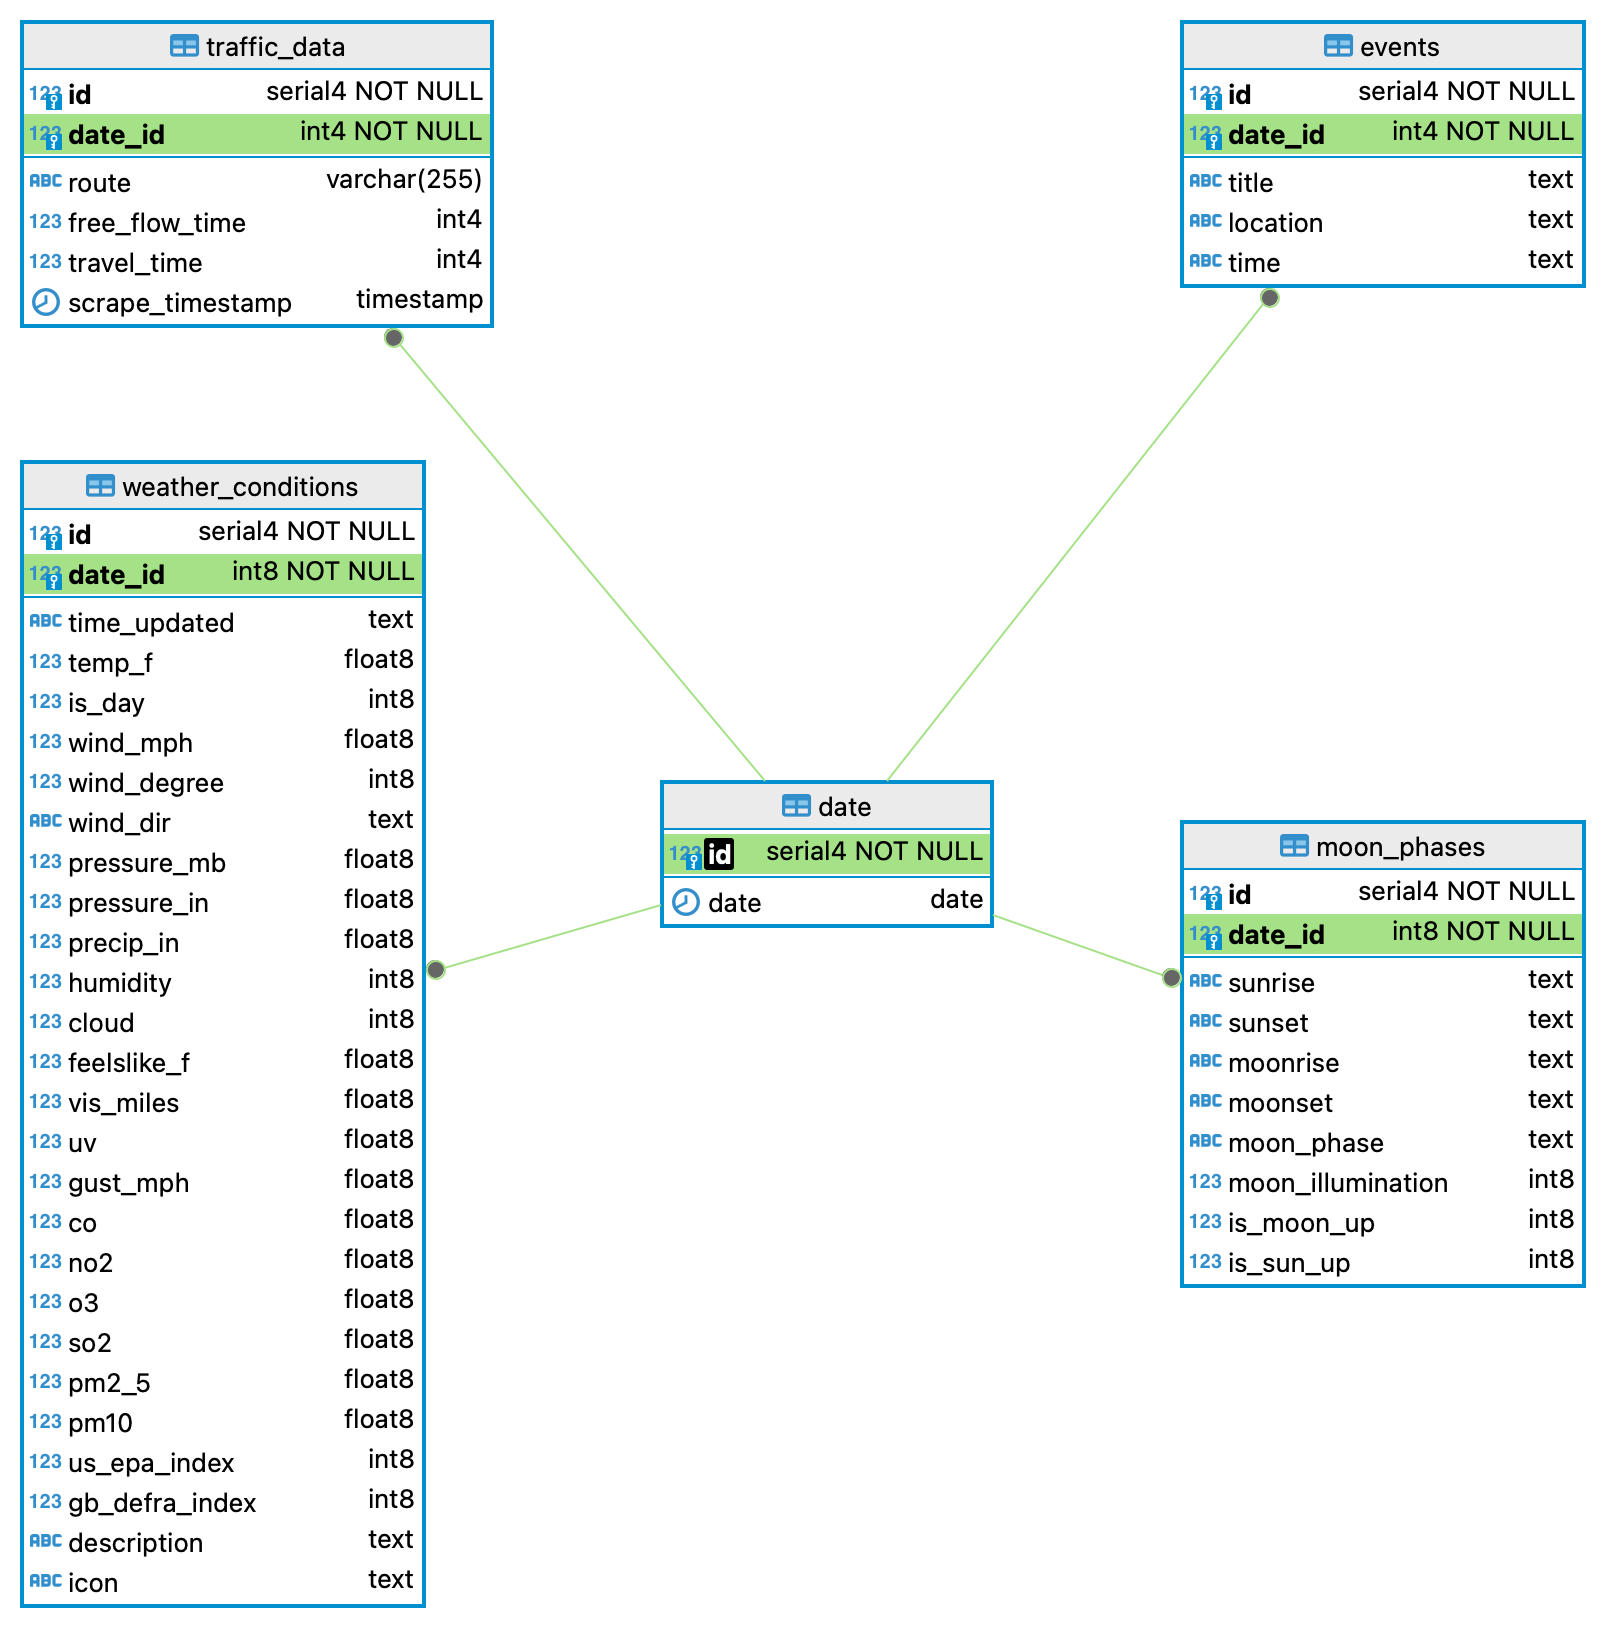 traffic_data
123 id serial4 NOT NULL
123 date_id int4 NOT NULL
ABC route varchar(255)
123 free_flow_time int4
123 travel_time int4
scrape_timestamp timestamp
events
123 id serial4 NOT NULL
123 date_id int4 NOT NULL
ABC title text
ABC location text
ABC time text
weather_conditions
123 id serial4 NOT NULL
123 date_id int8 NOT NULL
ABC time_updated text
123 temp_f float8
123 is_day int8
123 wind_mph float8
123 wind_degree int8
ABC wind_dir text
123 pressure_mb float8
123 pressure_in float8
123 precip_in float8
123 humidity int8
123 cloud int8
123 feelslike_f float8
123 vis_miles float8
123 uv float8
123 gust_mph float8
123 co float8
123 no2 float8
123 o3 float8
123 so2 float8
123 pm2_5 float8
123 pm10 float8
123 us_epa_index int8
123 gb_defra_index int8
ABC description text
ABC icon text
date
123 id serial4 NOT NULL
date date
moon_phases
123 id serial4 NOT NULL
123 date_id int8 NOT NULL
ABC sunrise text
ABC sunset text
ABC moonrise text
ABC moonset text
ABC moon_phase text
123 moon_illumination int8
123 is_moon_up int8
123 is_sun_up int8